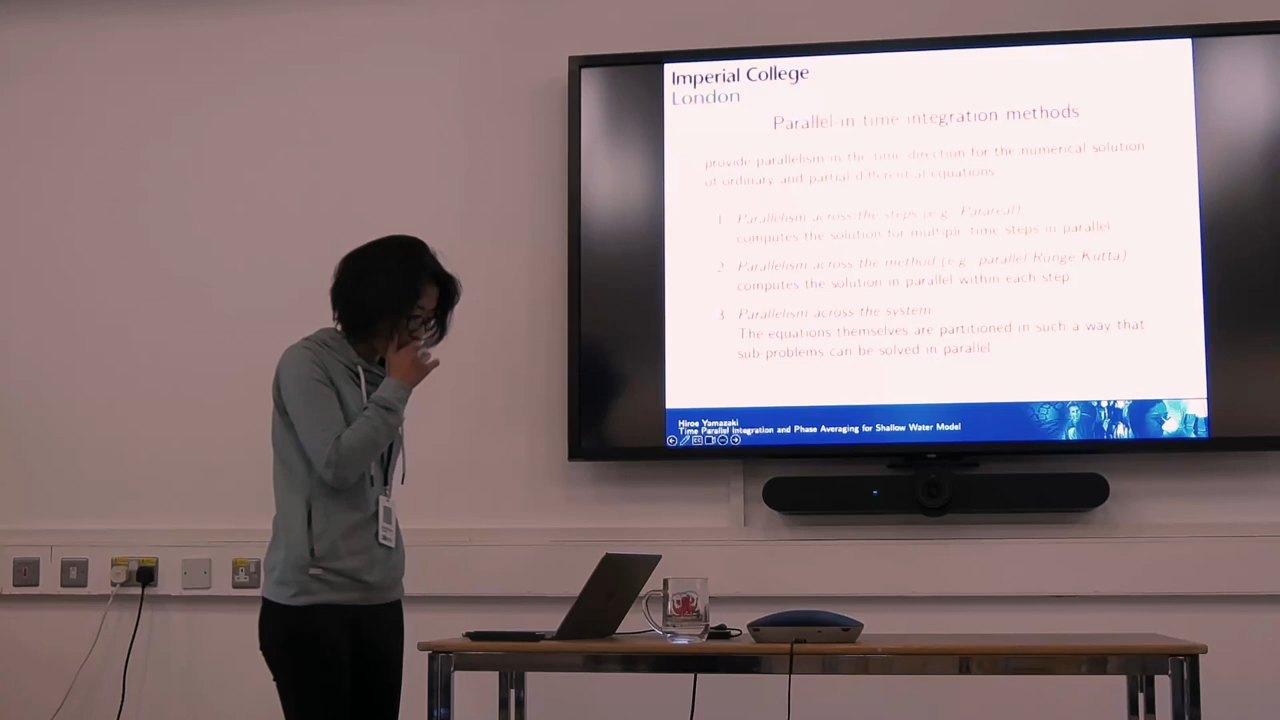 Imperial College
London
Parallel-in-time integration methods
provide parallelism in the time direction for the numerical solution
of ordinary and partial differential equations
1 Parallelism across the steps (e.g. Parareal)
computes the solution for multiple time steps in parallel
2 Parallelism across the method (e.g. parallel Runge Kutta)
computes the solution in parallel within each step
3 Parallelism across the system
The equations themselves are partitioned in such a way that
sub-problems can be solved in parallel
Hiroe Yamazaki
Time Parallel Integration and Phase Averaging for Shallow Water Model